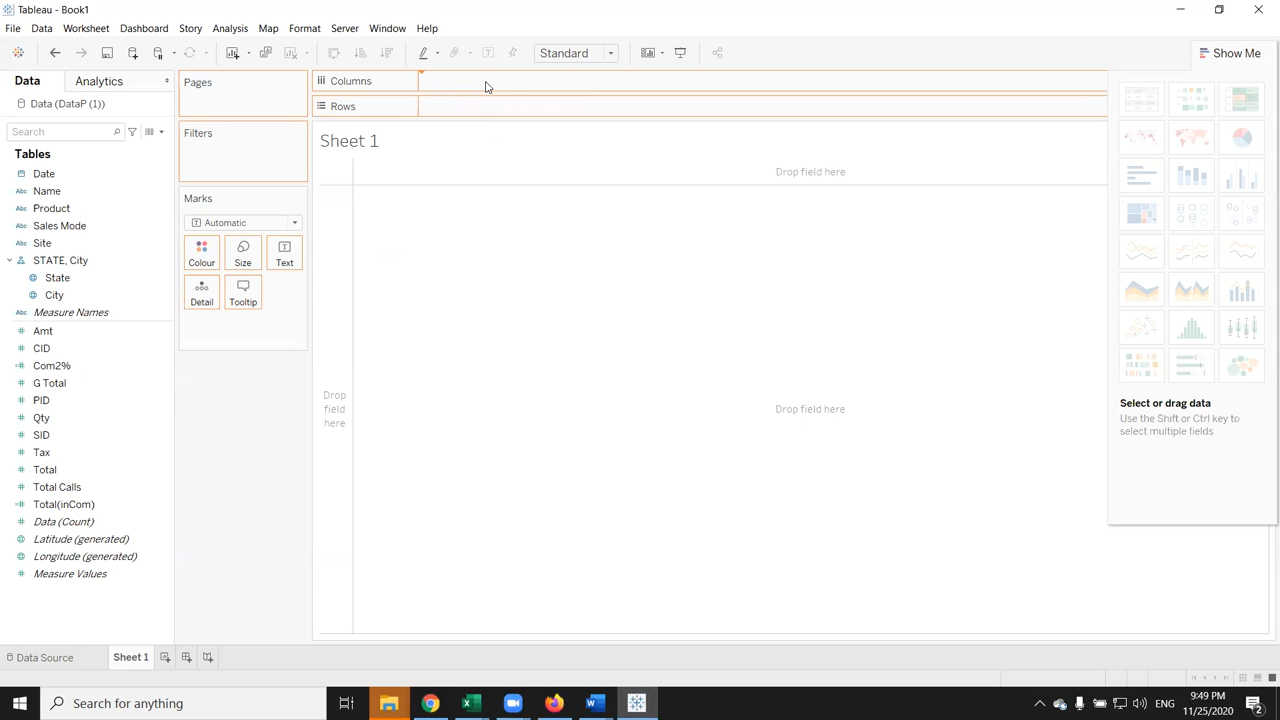 Tableau - Book1
File Data Worksheet Dashboard Story Analysis Map Format Server Window Help
Standard
Show Me
Data Analytics
Pages
Columns
Data (DataP (1))
Rows
Search
Filters
Sheet 1
Tables
Drop field here
Date
Name
Marks
Product
Automatic
Sales Mode
Site
Colour Size Text
STATE, City
State
City
Detail Tooltip
Measure Names
Amt
CID
Com2%
G Total
PID
Qty
SID
Tax
Total
Total Calls
Total(inCom)
Data (Count)
Latitude (generated)
Longitude (generated)
Measure Values
Drop
field
here
Drop field here
Select or drag data
Use the Shift or Ctrl key to
select multiple fields
Data Source Sheet 1
Search for anything
ENG
9:49 PM
11/25/2020
2